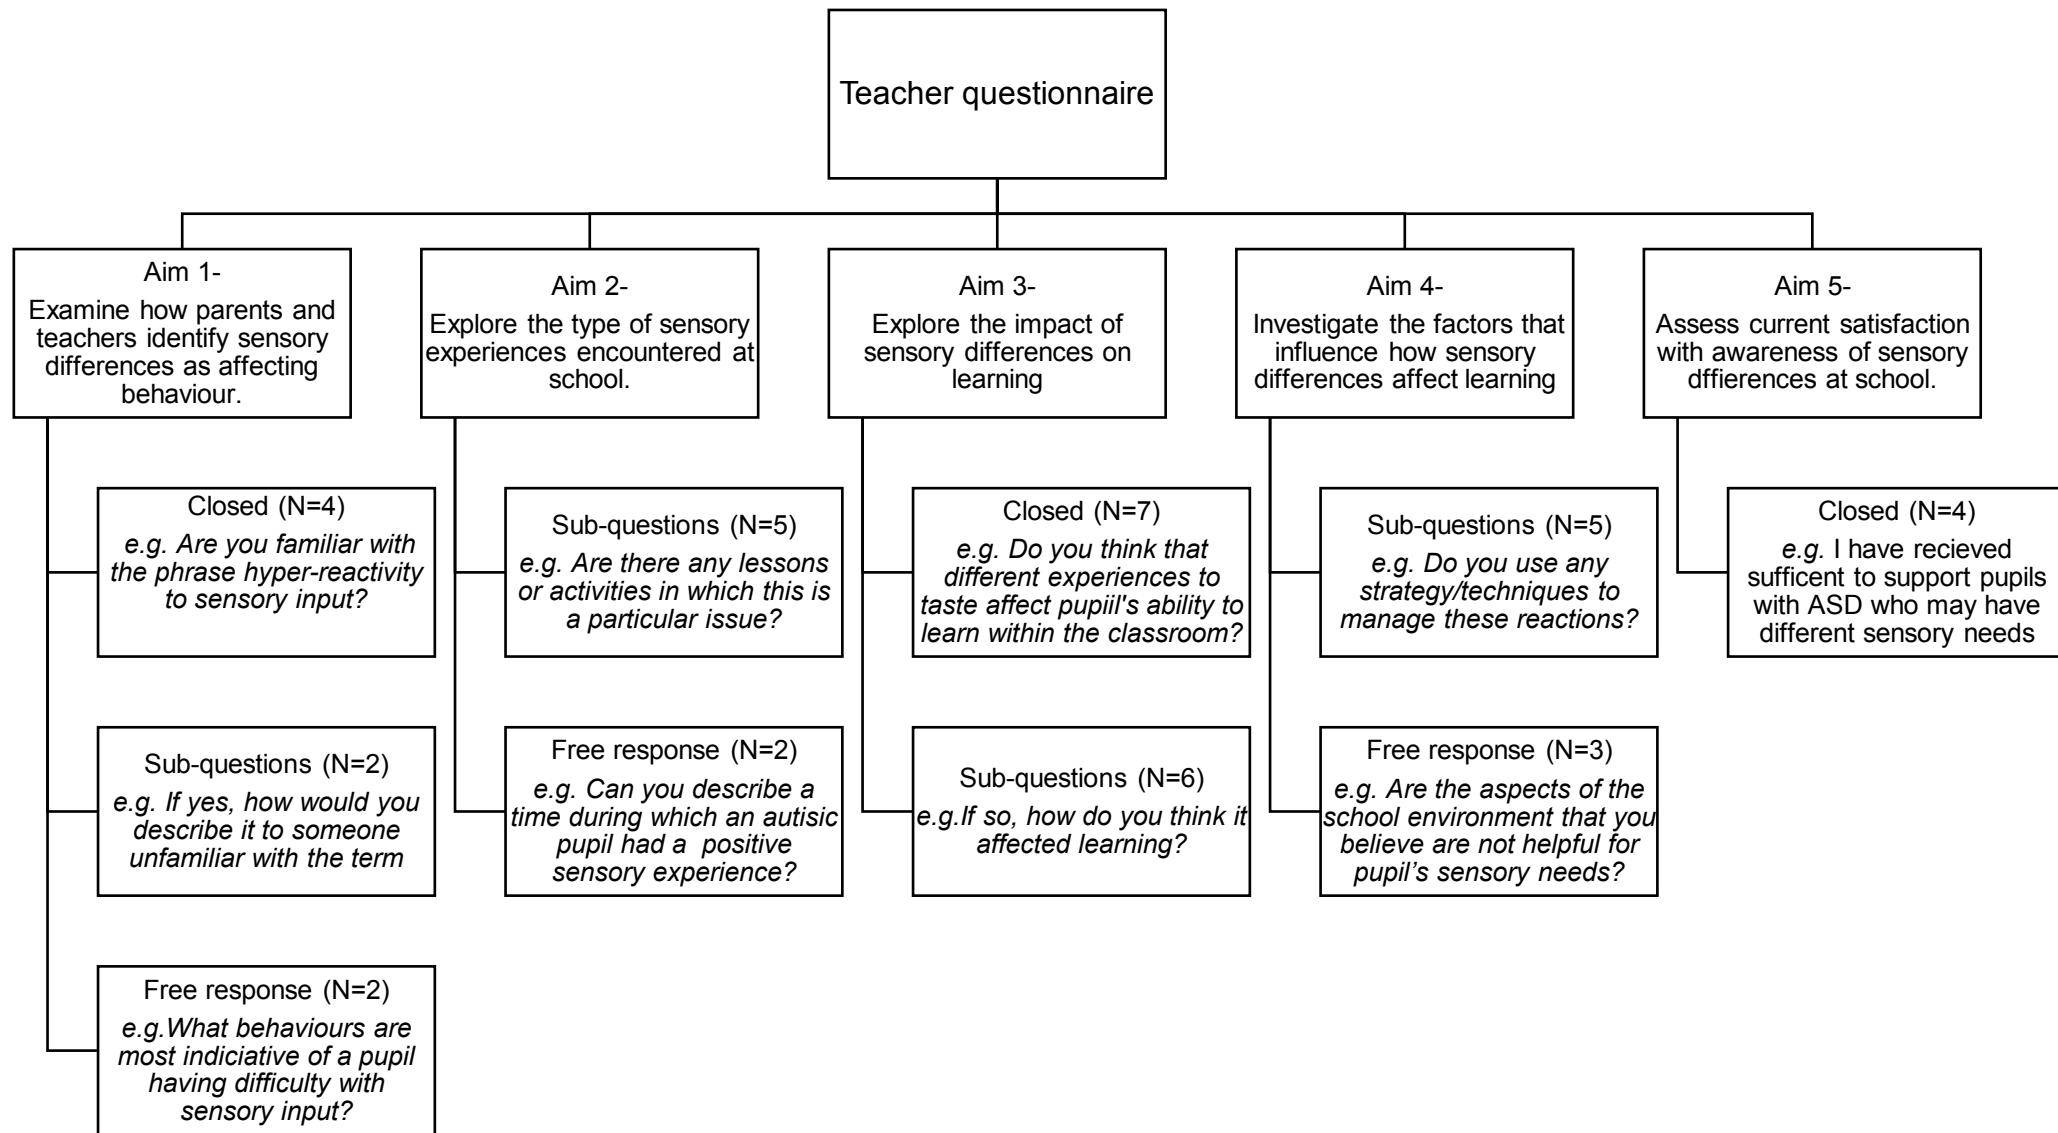 Teacher questionnaire
Aim 1-
Examine how parents and
teachers identify sensory
differences as affecting
behaviour.
Aim 2-
Explore the type of sensory
experiences encountered at
school.
Aim 3-
Explore the impact of
sensory differences on
learning
Aim 4-
Investigate the factors that
influence how sensory
differences affect learning
Aim 5-
Assess current satisfaction
with awareness of sensory
dffierences at school.
Closed (N=4)
e.g. Are you familiar with
the phrase hyper-reactivity
to sensory input?
Sub-questions (N=2)
e.g. If yes, how would you
describe it to someone
unfamiliar with the term
Free response (N=2)
e.g.What behaviours are
most indiciative of a pupil
having difficulty with
sensory input?
Sub-questions (N=5)
e.g. Are there any lessons
or activities in which this is
a particular issue?
Free response (N=2)
e.g. Can you describe a
time during which an autisic
pupil had a  positive
sensory experience?
Closed (N=7)
e.g. Do you think that
different experiences to
taste affect pupiil's ability to
learn within the classroom?
Sub-questions (N=6)
e.g.If so, how do you think it
affected learning?
Sub-questions (N=5)
e.g. Do you use any
strategy/techniques to
manage these reactions?
Free response (N=3)
e.g. Are the aspects of the
school environment that you
believe are not helpful for
pupil’s sensory needs?
Closed (N=4)
e.g. I have recieved
sufficent to support pupils
with ASD who may have
different sensory needs